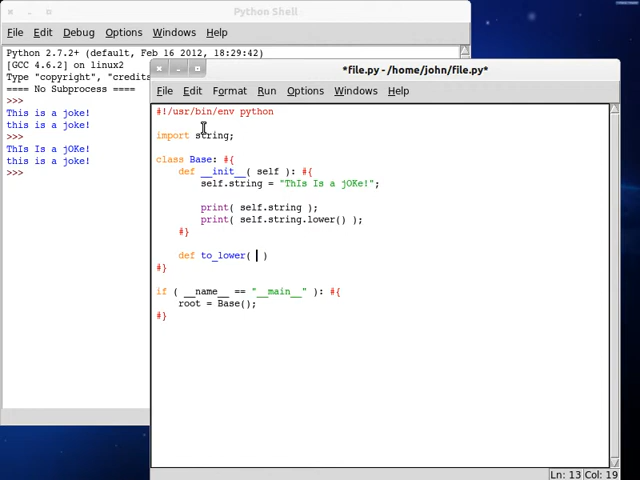 Python Shell
File Edit Debug Options Windows Help
Python 2.7.2+ (default, Feb 16 2012, 18:29:42)
[GCC 4.6.2] on linux2
Type "copyright", "credits
==== No Subprocess ====
>>>
This is a joke!
this is a joke!
>>>
ThIs Is a jOKe!
this is a joke!
>>>
*file.py - /home/john/file.py*
File Edit Format Run Options Windows Help
#!/usr/bin/env python
import string;
class Base: #{
def __init__( self ): #{
self.string = "ThIs Is a jOKe!";
print( self.string );
print( self.string.lower() );
#}
def to_lower( )
#}
if ( __name__ == "__main__" ): #{
root = Base();
#}
Ln: 13 Col: 19